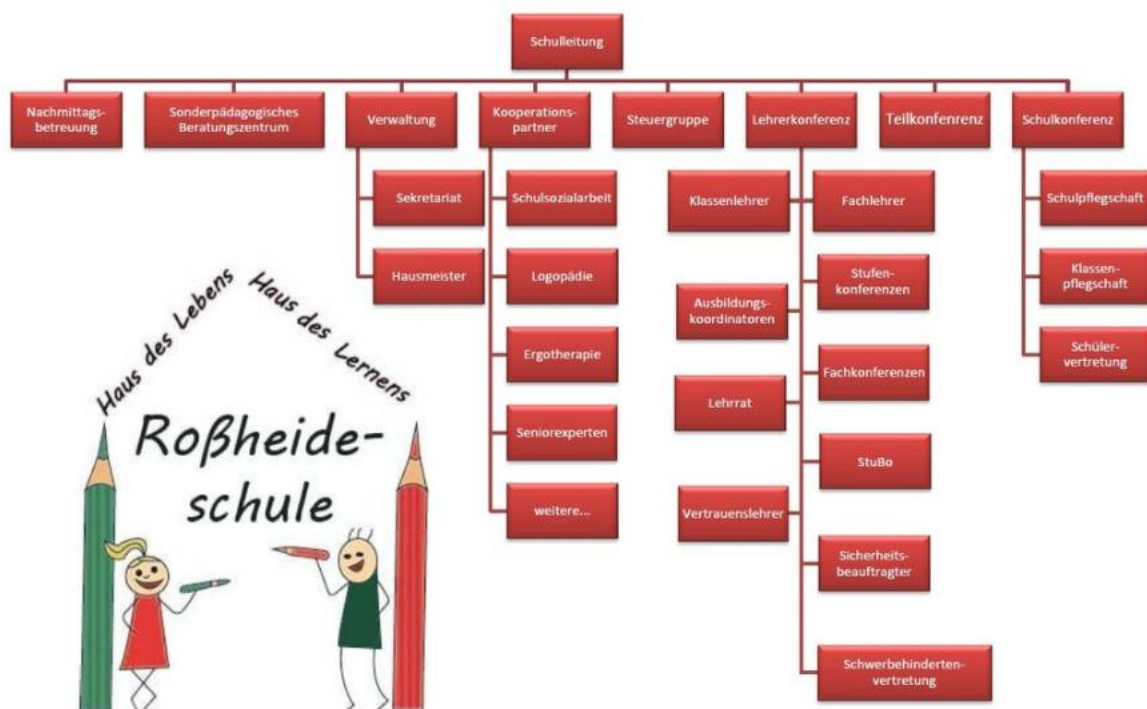 Schulleitung
Nachmittags-
betreuung
Sonderpädagogisches
Beratungszentrum
Verwaltung
Kooperations-
partner
Steuergruppe
Lehrerkonferenz
Teilkonfenrenz
Schulkonferenz
Sekretariat
Hausmeister
Schulsozialarbeit
Logopädie
Ergotherapie
Seniorexperten
weitere...
Klassenlehrer
Fachlehrer
Stufen-
konferenzen
Ausbildungs-
koordinatoren
Fachkonferenzen
Lehrrat
StuBo
Vertrauenslehrer
Sicherheits-
beauftragter
Schwerbehinderten-
vertretung
Schulpflegschaft
Klassen-
pflegschaft
Schüler-
vertretung
Haus des Lebens
Haus des Lernens
Roßheide-
schule